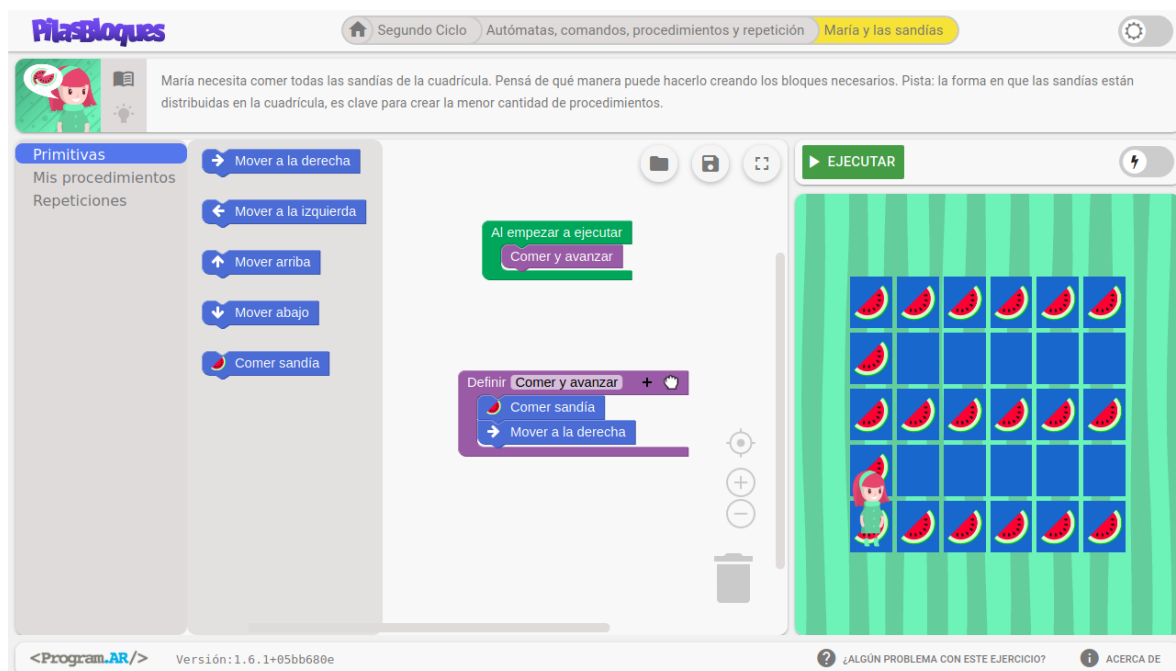 PilasBloques
Segundo Ciclo Autómatas, comandos, procedimientos y repetición María y las sandías
María necesita comer todas las sandías de la cuadrícula. Pensá de qué manera puede hacerlo creando los bloques necesarios. Pista: la forma en que las sandías están
distribuidas en la cuadrícula, es clave para crear la menor cantidad de procedimientos.
Primitivas
Mis procedimientos
Repeticiones
Mover a la derecha
Mover a la izquierda
Mover arriba
Mover abajo
Comer sandía
Al empezar a ejecutar
Comer y avanzar
Definir Comer y avanzar +
Comer sandía
Mover a la derecha
EJECUTAR
<Program.AR/> Versión:1.6.1+05bb680e
¿ALGÚN PROBLEMA CON ESTE EJERCICIO? ACERCA DE